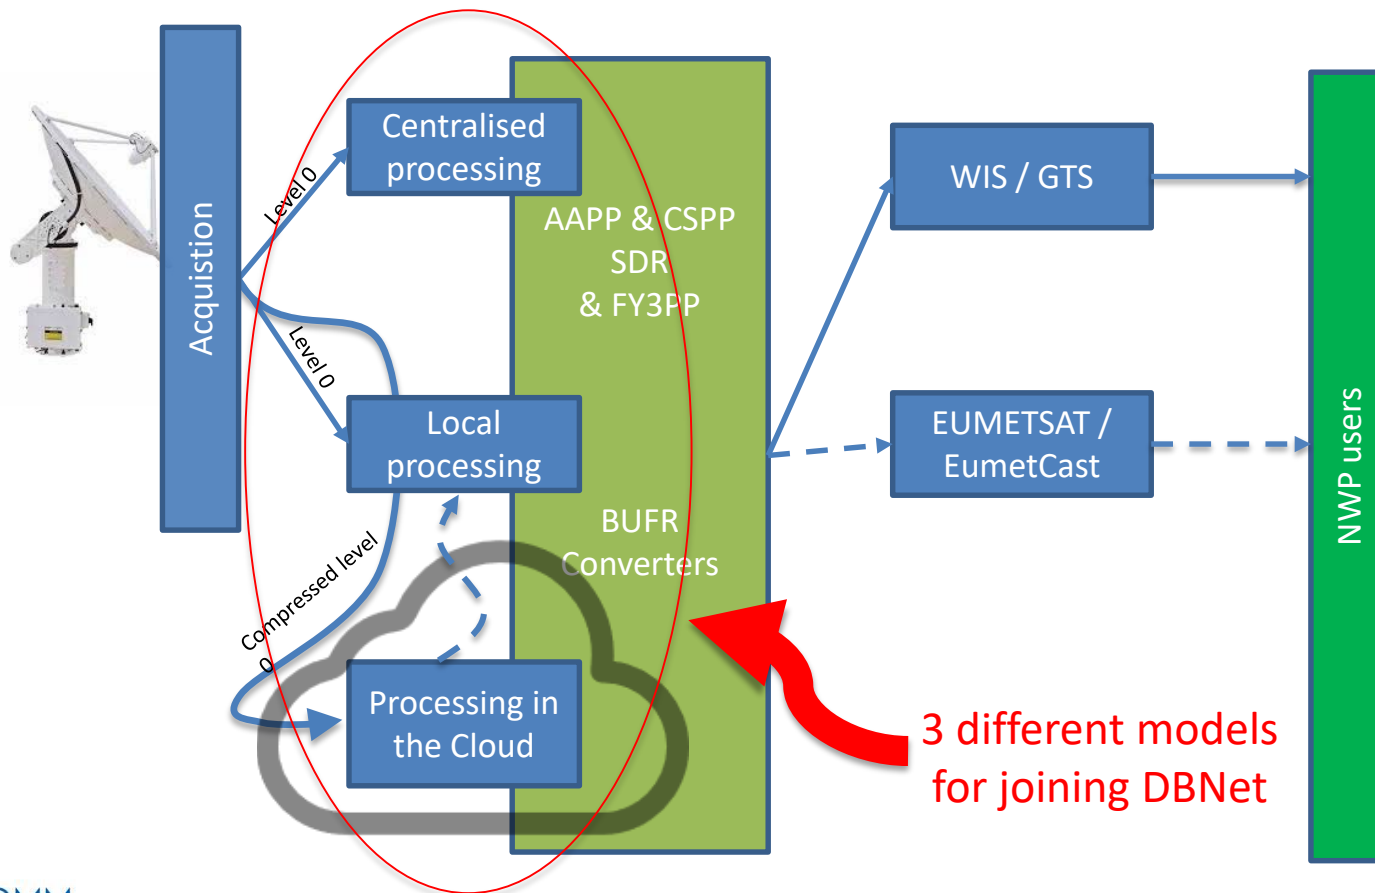 Acquistion
Level 0
Level 0
Compressed level
0
Centralised
processing
Local
processing
Processing in
the Cloud
AAPP & CSPP
SDR
& FY3PP
BUFR
Converters
WIS / GTS
EUMETSAT /
EumetCast
NWP users
3 different models
for joining DBNet